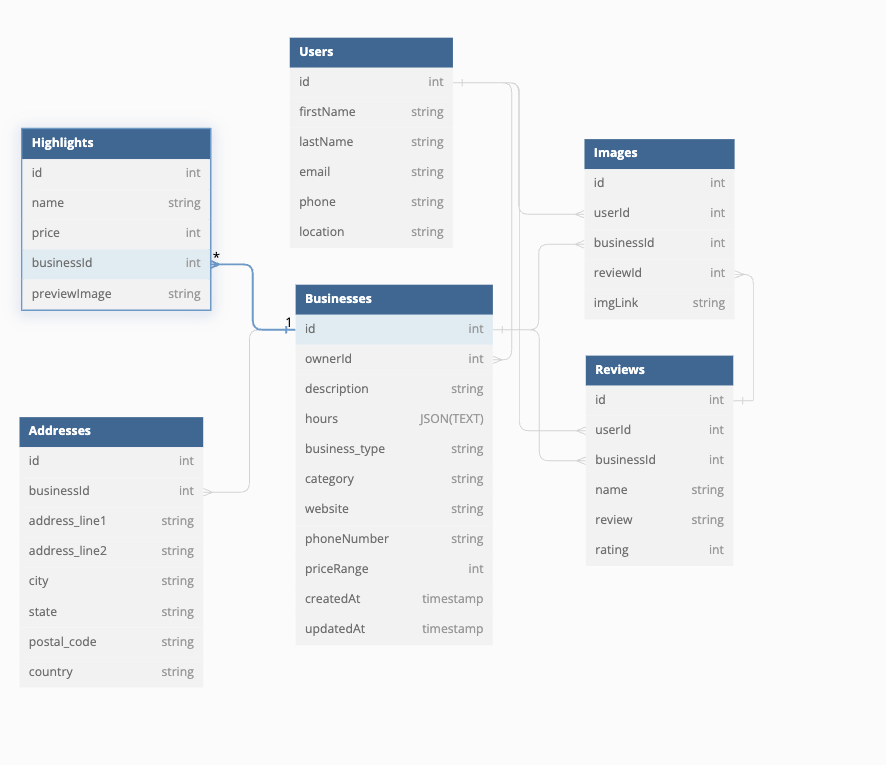 Users
id int
firstName string
lastName string
email string
phone string
location string
Highlights
id int
name string
price int
businessId int
previewImage string
*
1
Images
id int
userId int
businessId int
reviewId int
imgLink string
Businesses
id int
ownerId int
description string
hours JSON(TEXT)
business_type string
category string
website string
phoneNumber string
priceRange int
createdAt timestamp
updatedAt timestamp
Reviews
id int
userId int
businessId int
name string
review string
rating int
Addresses
id int
businessId int
address_line1 string
address_line2 string
city string
state string
postal_code string
country string